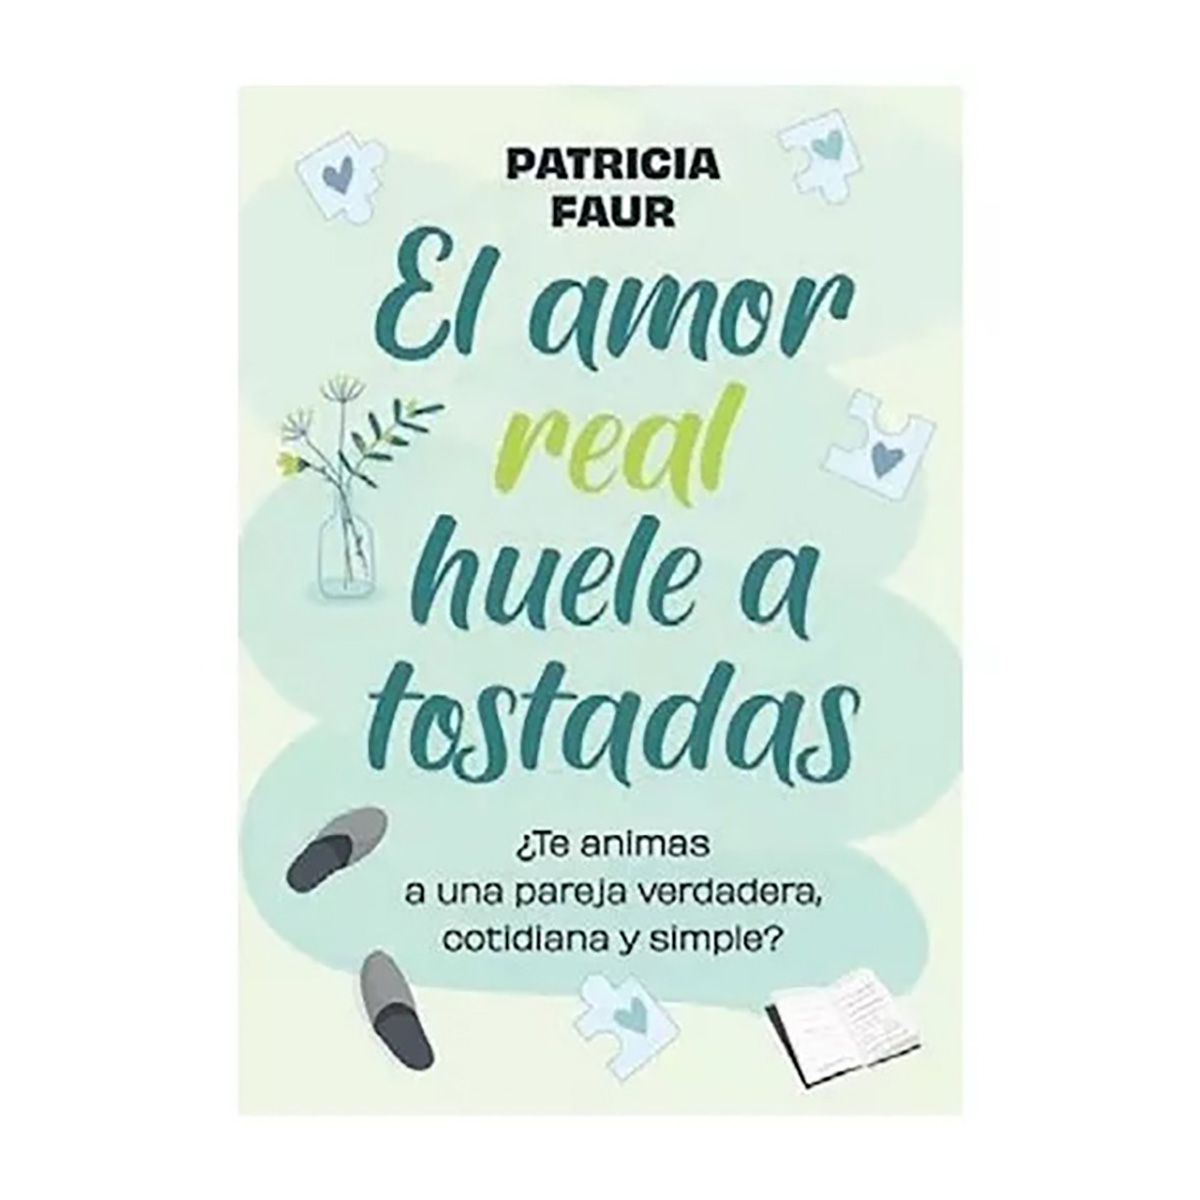 PATRICIA
FAUR
El amor
real
huele a
tostadas
¿Te animas
a una pareja verdadera,
cotidiana y simple?